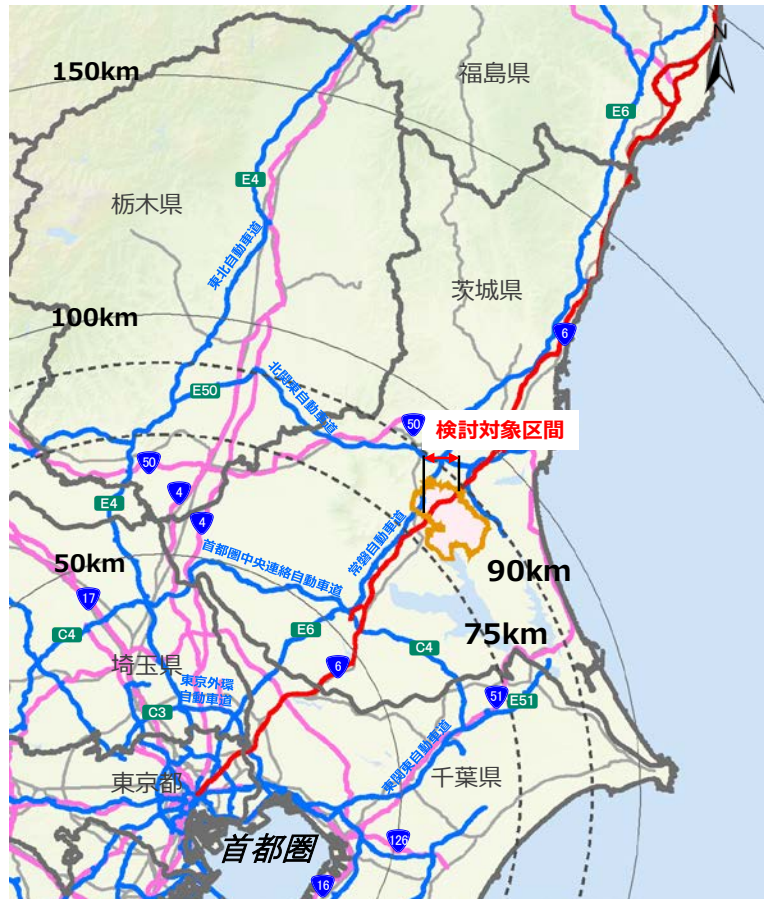 N
150km
福島県
E6
E4
栃木県
東北自動車道
茨城県
100km
6
北関東自動車道
E50
50
検討対象区間
50
4
E4
4
常磐自動車道
首都圏中央連絡自動車道
50km
90km
17
E6
75km
C4
C4
6
埼玉県
東京外環
自動車道
51
E51
C3
東関東自動車道
東京都
千葉県
首都圏
126
16